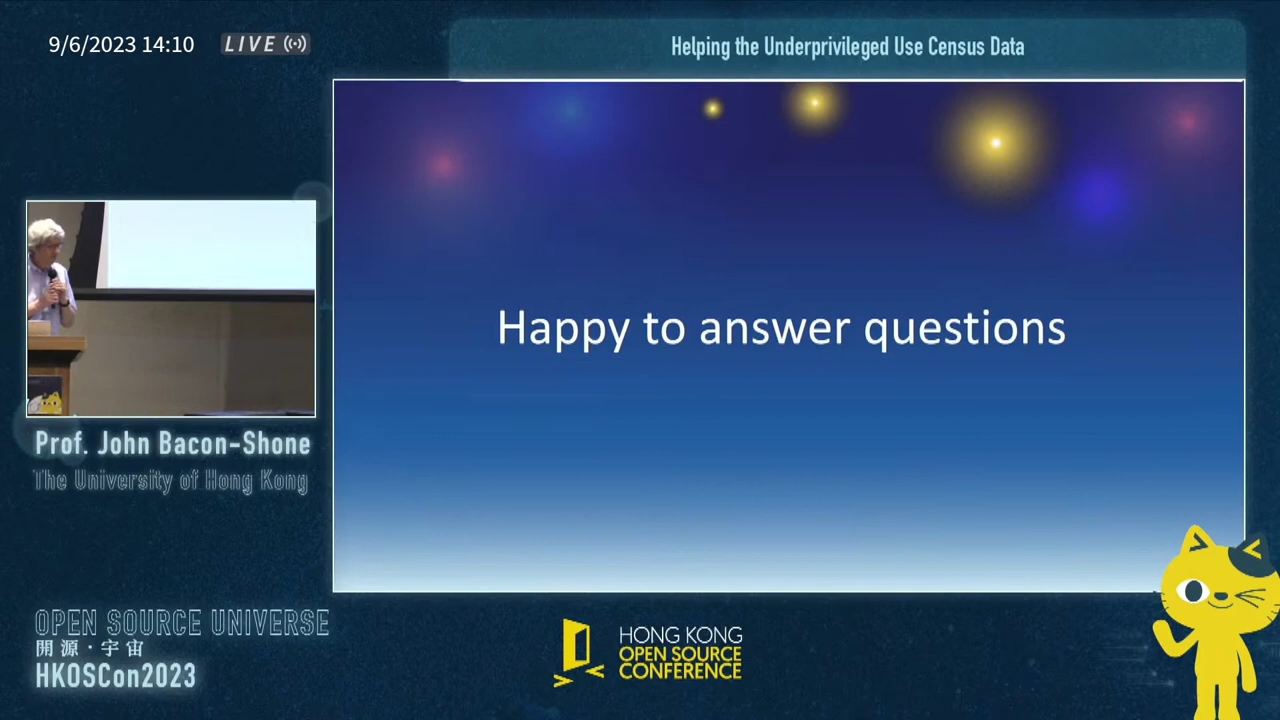 9/6/2023 14:10
LIVE
Helping the Underprivileged Use Census Data
Happy to answer questions
Prof. John Bacon-Shone
The University of Hong Kong
OPEN SOURCE UNIVERSE
開源·宇宙
HKOSCon2023
HONG KONG
OPEN SOURCE
CONFERENCE